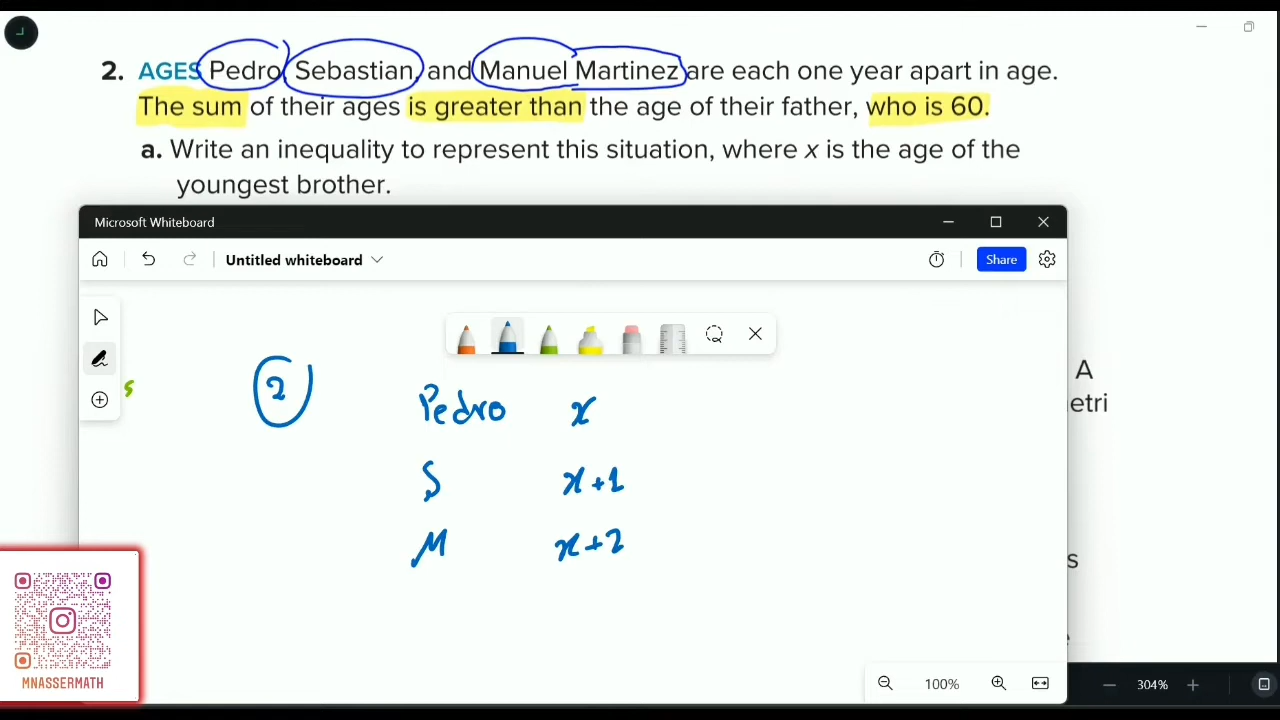 2. AGES Pedro, Sebastian, and Manuel Martinez are each one year apart in age.
The sum of their ages is greater than the age of their father, who is 60.
a. Write an inequality to represent this situation, where x is the age of the
youngest brother.
Microsoft Whiteboard
Untitled whiteboard
Share
s
2
Pedro x
S x+1
M x+2
A
etri
s
MNASSERMATH
100%
304%